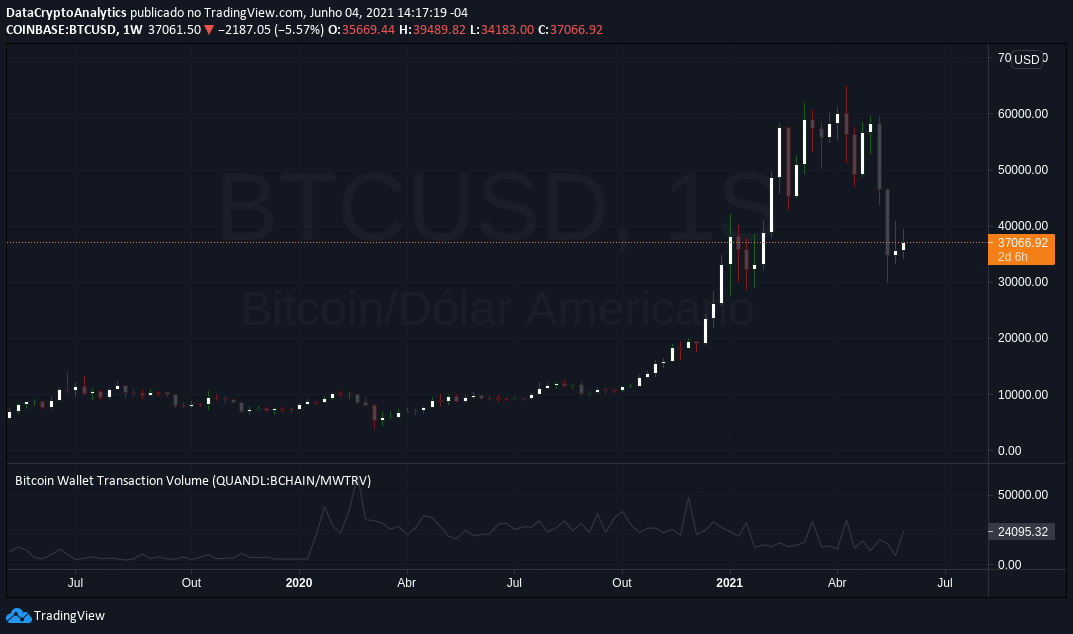 DataCryptoAnalytics publicado no TradingView.com, Junho 04, 2021 14:17:19 -04
COINBASE:BTCUSD, 1W 37061.50 ▼ −2187.05 (−5.57%) O:35669.44 H:39489.82 L:34183.00 C:37066.92
USD
60000.00
50000.00
BTCUSD, 1S
40000.00
37066.92
2d 6h
30000.00
Bitcoin/Dólar Americano
20000.00
10000.00
0.00
Bitcoin Wallet Transaction Volume (QUANDL:BCHAIN/MWTRV)
50000.00
24095.32
0.00
Jul Out 2020 Abr Jul Out 2021 Abr Jul
TradingView